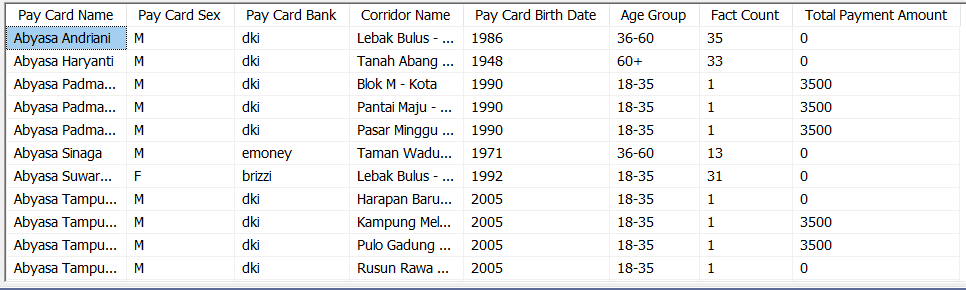 Pay Card Name Pay Card Sex Pay Card Bank Corridor Name Pay Card Birth Date Age Group Fact Count Total Payment Amount
Abyasa Andriani M dki Lebak Bulus - ... 1986 36-60 35 0
Abyasa Haryanti M dki Tanah Abang ... 1948 60+ 33 0
Abyasa Padma... M dki Blok M - Kota 1990 18-35 1 3500
Abyasa Padma... M dki Pantai Maju - ... 1990 18-35 1 3500
Abyasa Padma... M dki Pasar Minggu ... 1990 18-35 1 3500
Abyasa Sinaga M emoney Taman Wadu... 1971 36-60 13 0
Abyasa Suwar... F brizzi Lebak Bulus - ... 1992 18-35 31 0
Abyasa Tampu... M dki Harapan Baru... 2005 18-35 1 0
Abyasa Tampu... M dki Kampung Mel... 2005 18-35 1 3500
Abyasa Tampu... M dki Pulo Gadung ... 2005 18-35 1 3500
Abyasa Tampu... M dki Rusun Rawa ... 2005 18-35 1 0